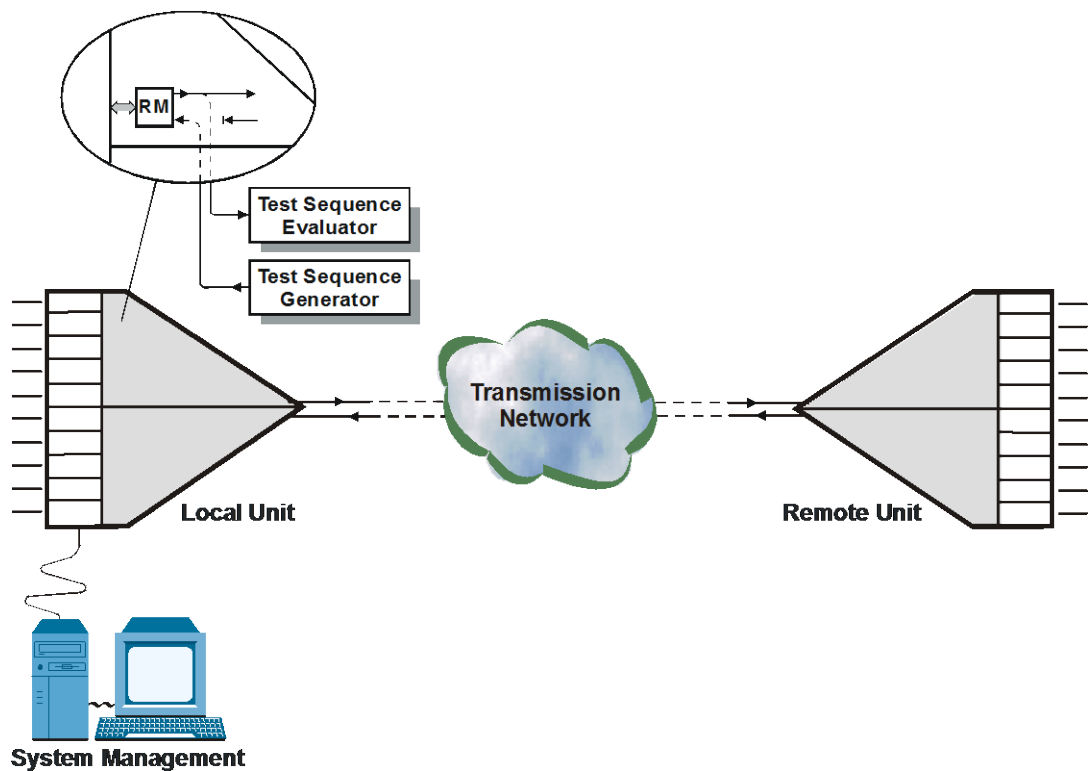 RM
Test Sequence
Evaluator
Test Sequence
Generator
Transmission
Network
Local Unit
Remote Unit
System Management